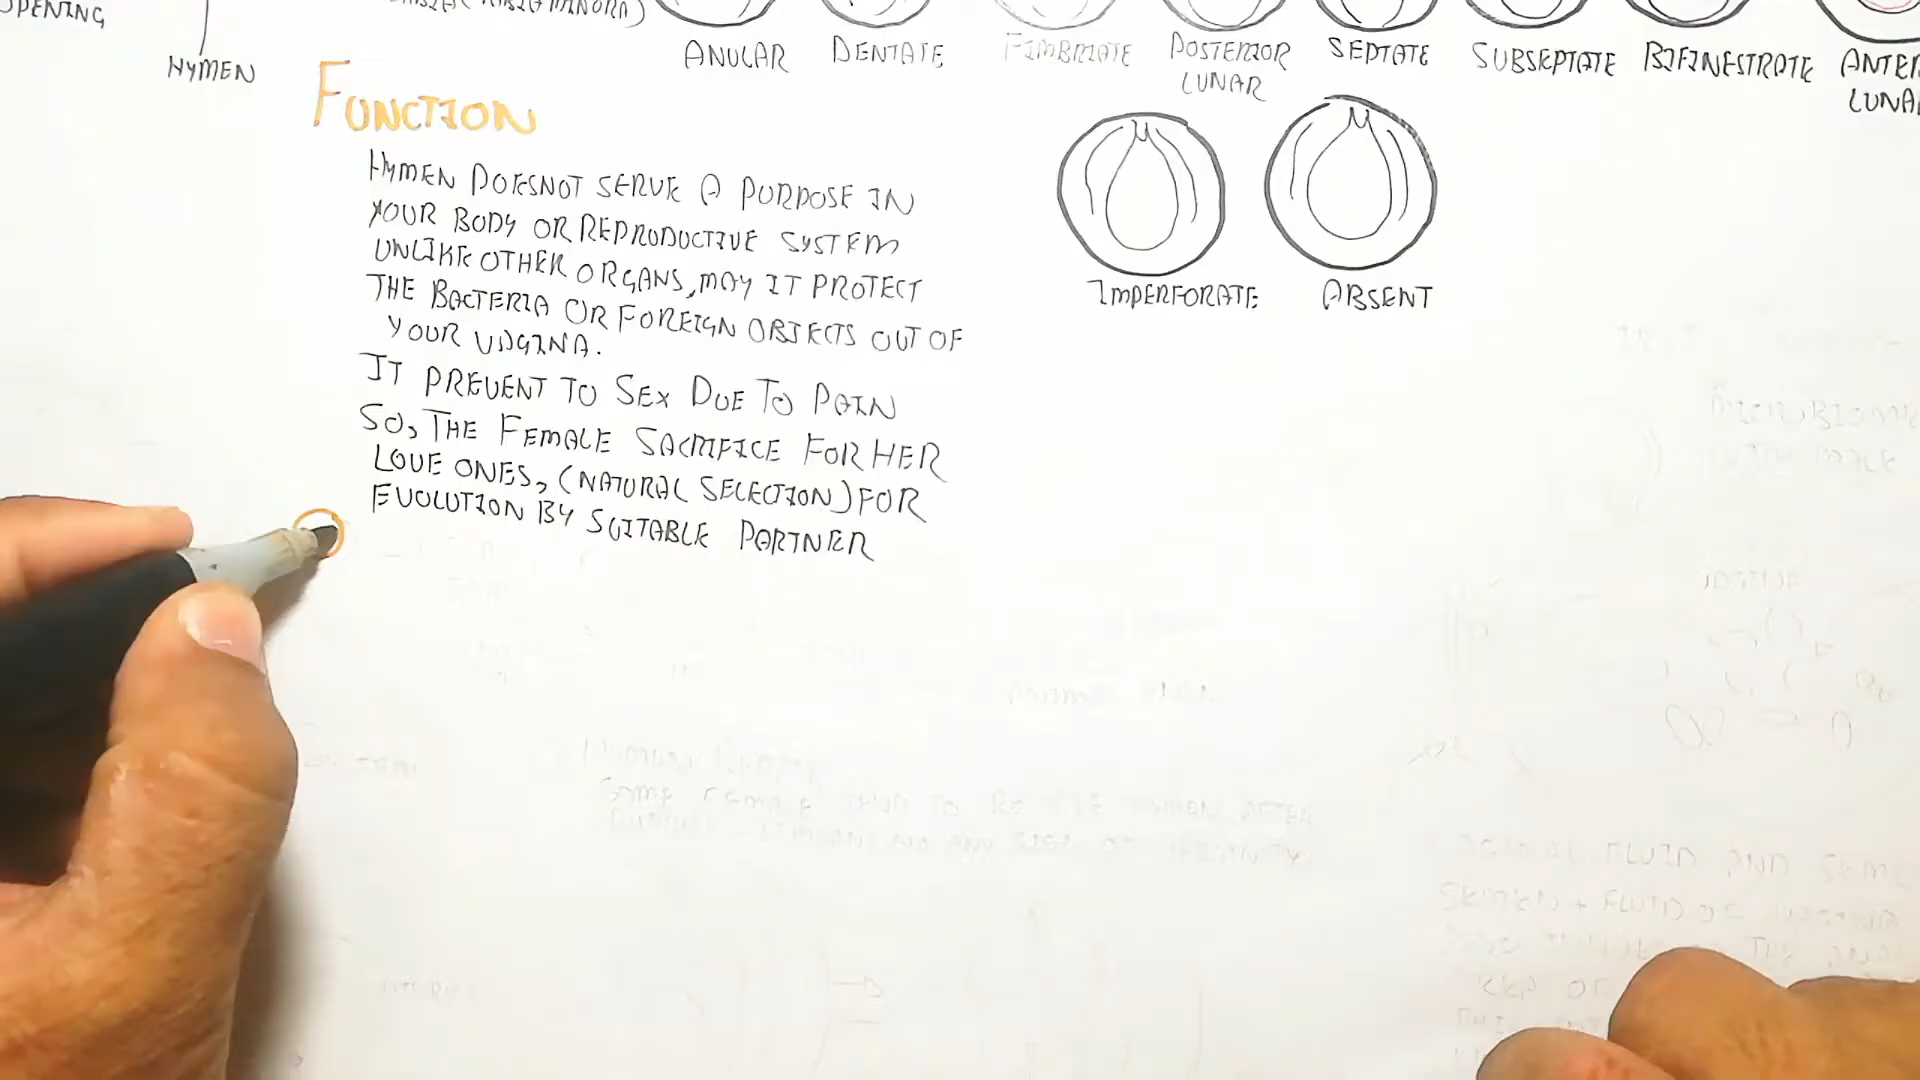 OPENING
LABIA MINORA)
HYMEN
ANULAR
DENTATE
FIMBRIATE
POSTERIOR
LUNAR
SEPTATE
SUBSEPTATE
BIFINESTRATE
ANTER
LUNA
FUNCTION
HYMEN DOESNOT SERVE A PURPOSE IN
YOUR BODY OR REPRODUCTIVE SYSTEM
UNLIKE OTHER ORGANS, MAY IT PROTECT
THE BACTERIA OR FOREIGN OBJECTS OUT OF
YOUR VAGINA.
IT PREVENT TO SEX DUE TO PAIN
SO, THE FEMALE SACRIFICE FOR HER
LOVE ONES, (NATURAL SELECTION) FOR
EVOLUTION BY SUITABLE PARTNER
IMPERFORATE
ABSENT